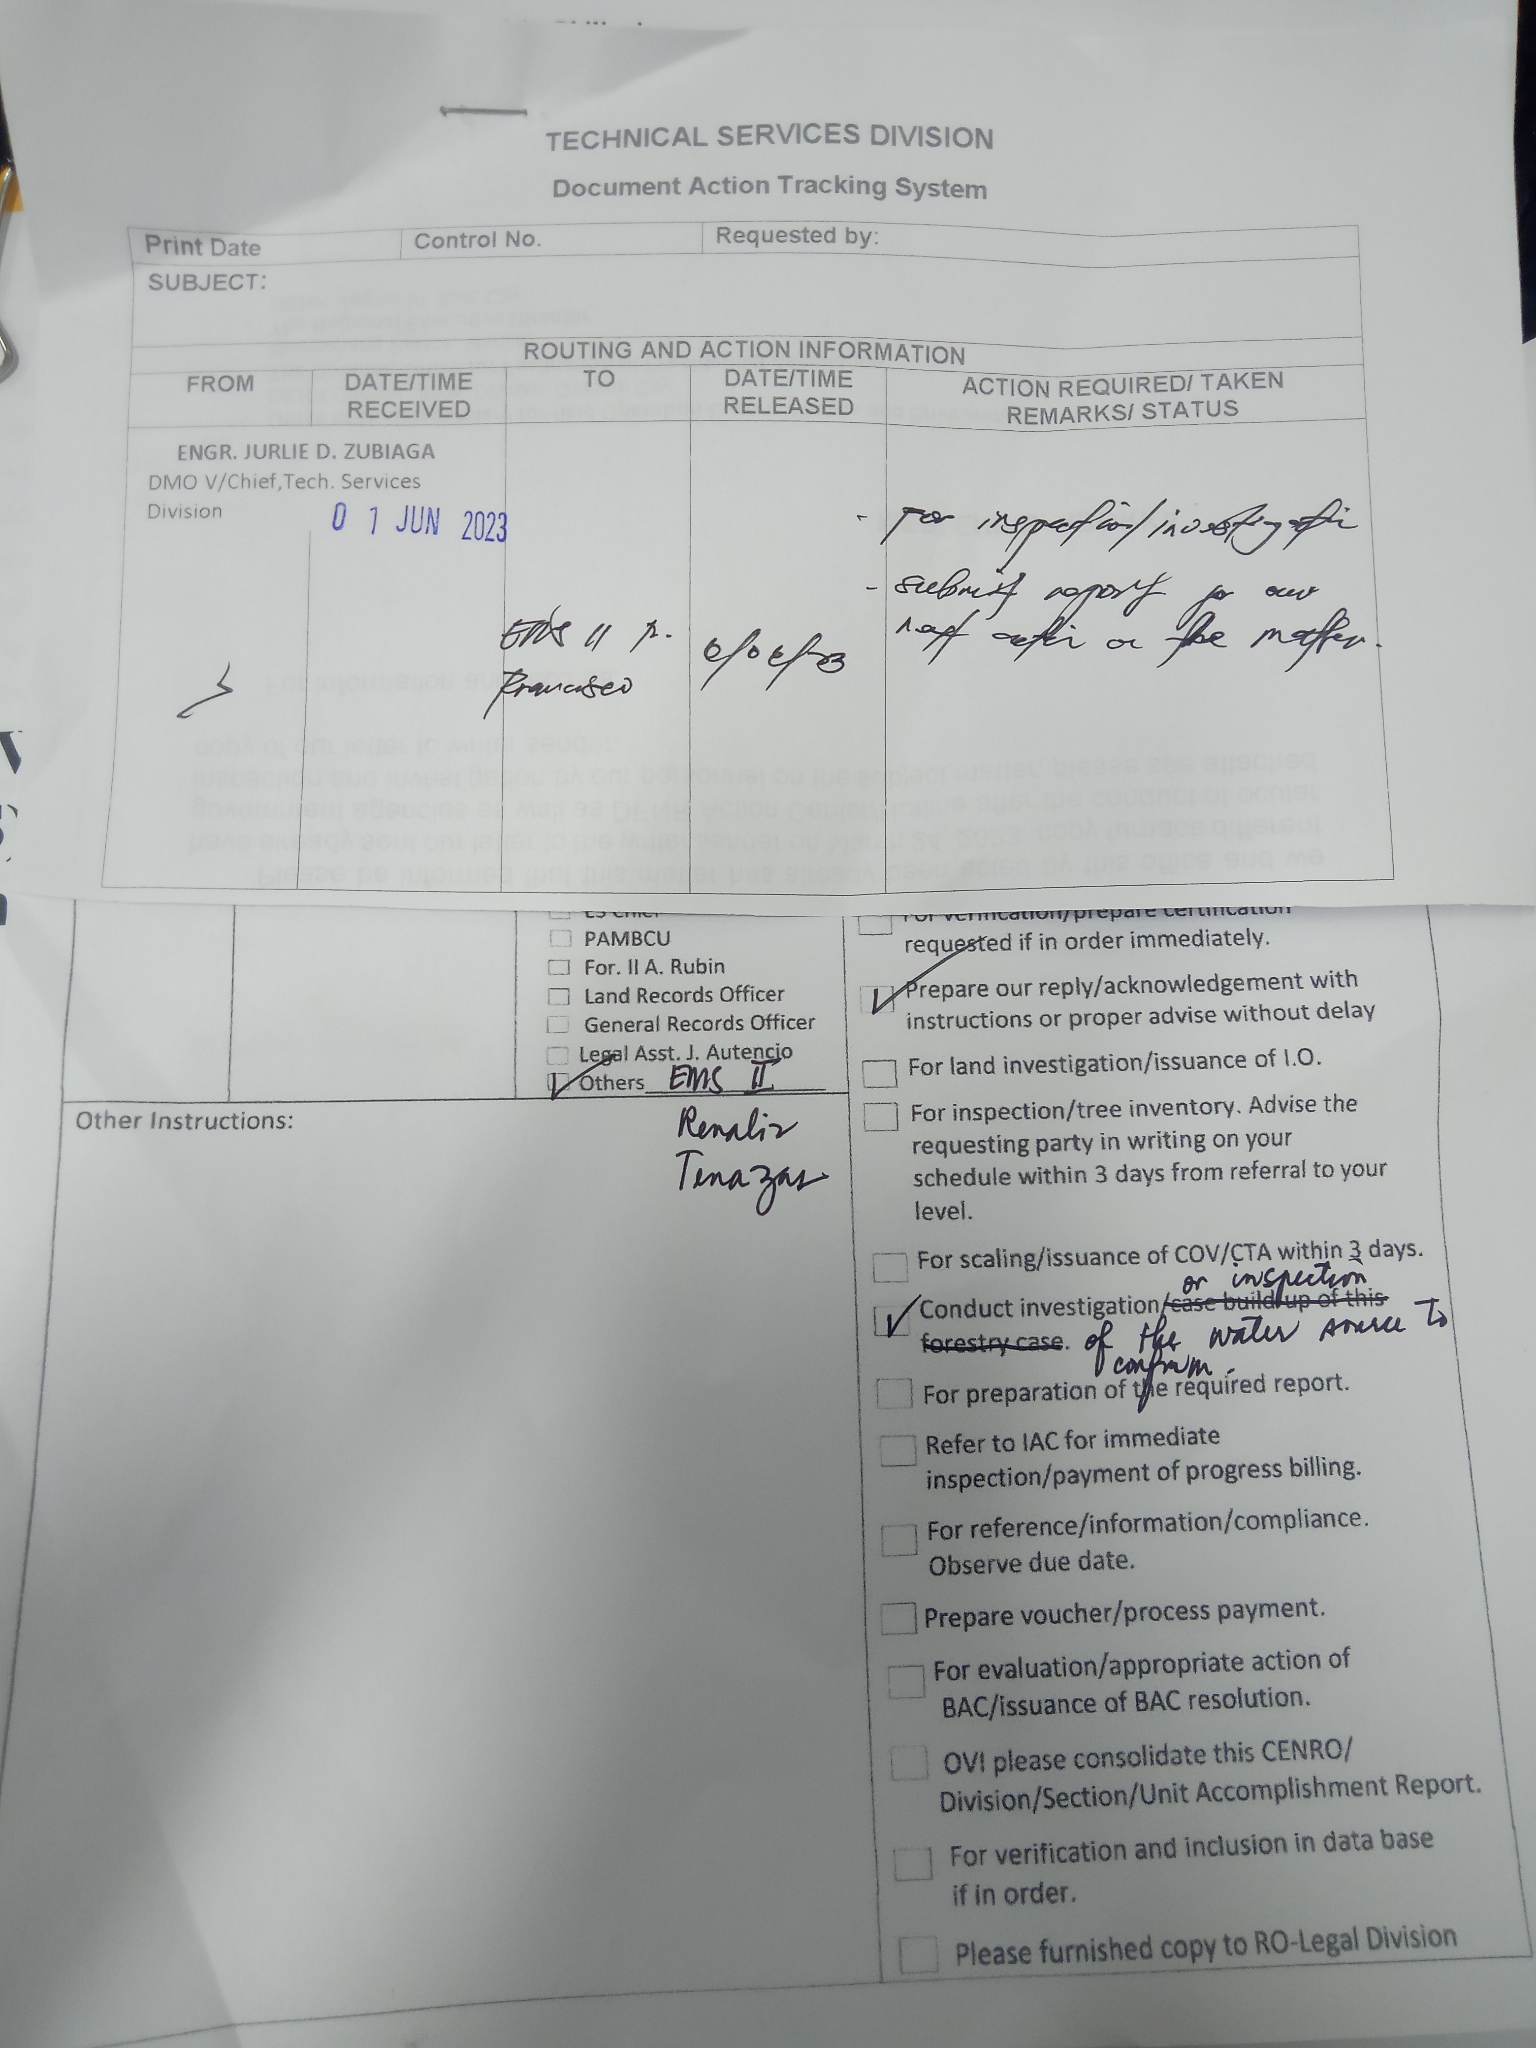 TECHNICAL SERVICES DIVISION
Document Action Tracking System
Print Date Control No. Requested by:
SUBJECT:
ROUTING AND ACTION INFORMATION
FROM DATE/TIME RECEIVED TO DATE/TIME RELEASED ACTION REQUIRED/ TAKEN REMARKS/ STATUS
ENGR. JURLIE D. ZUBIAGA
DMO V/Chief,Tech. Services
Division
01 JUN 2023
EMS II
Francisco
- For inspection/investigation
- submit report for our
next action on the matter.
ES Chief
PAMBCU
For. II A. Rubin
Land Records Officer
General Records Officer
Legal Asst. J. Autencio
Others EMS II
Renaliz
Tenazas
Other Instructions:
For verification/prepare certification
requested if in order immediately.
Prepare our reply/acknowledgement with
instructions or proper advise without delay
For land investigation/issuance of I.O.
For inspection/tree inventory. Advise the
requesting party in writing on your
schedule within 3 days from referral to your
level.
For scaling/issuance of COV/CTA within 3 days.
or inspection
Conduct investigation/case build-up of this
forestry case. of the water source to
confirm.
For preparation of the required report.
Refer to IAC for immediate
inspection/payment of progress billing.
For reference/information/compliance.
Observe due date.
Prepare voucher/process payment.
For evaluation/appropriate action of
BAC/issuance of BAC resolution.
OVI please consolidate this CENRO/
Division/Section/Unit Accomplishment Report.
For verification and inclusion in data base
if in order.
Please furnished copy to RO-Legal Division